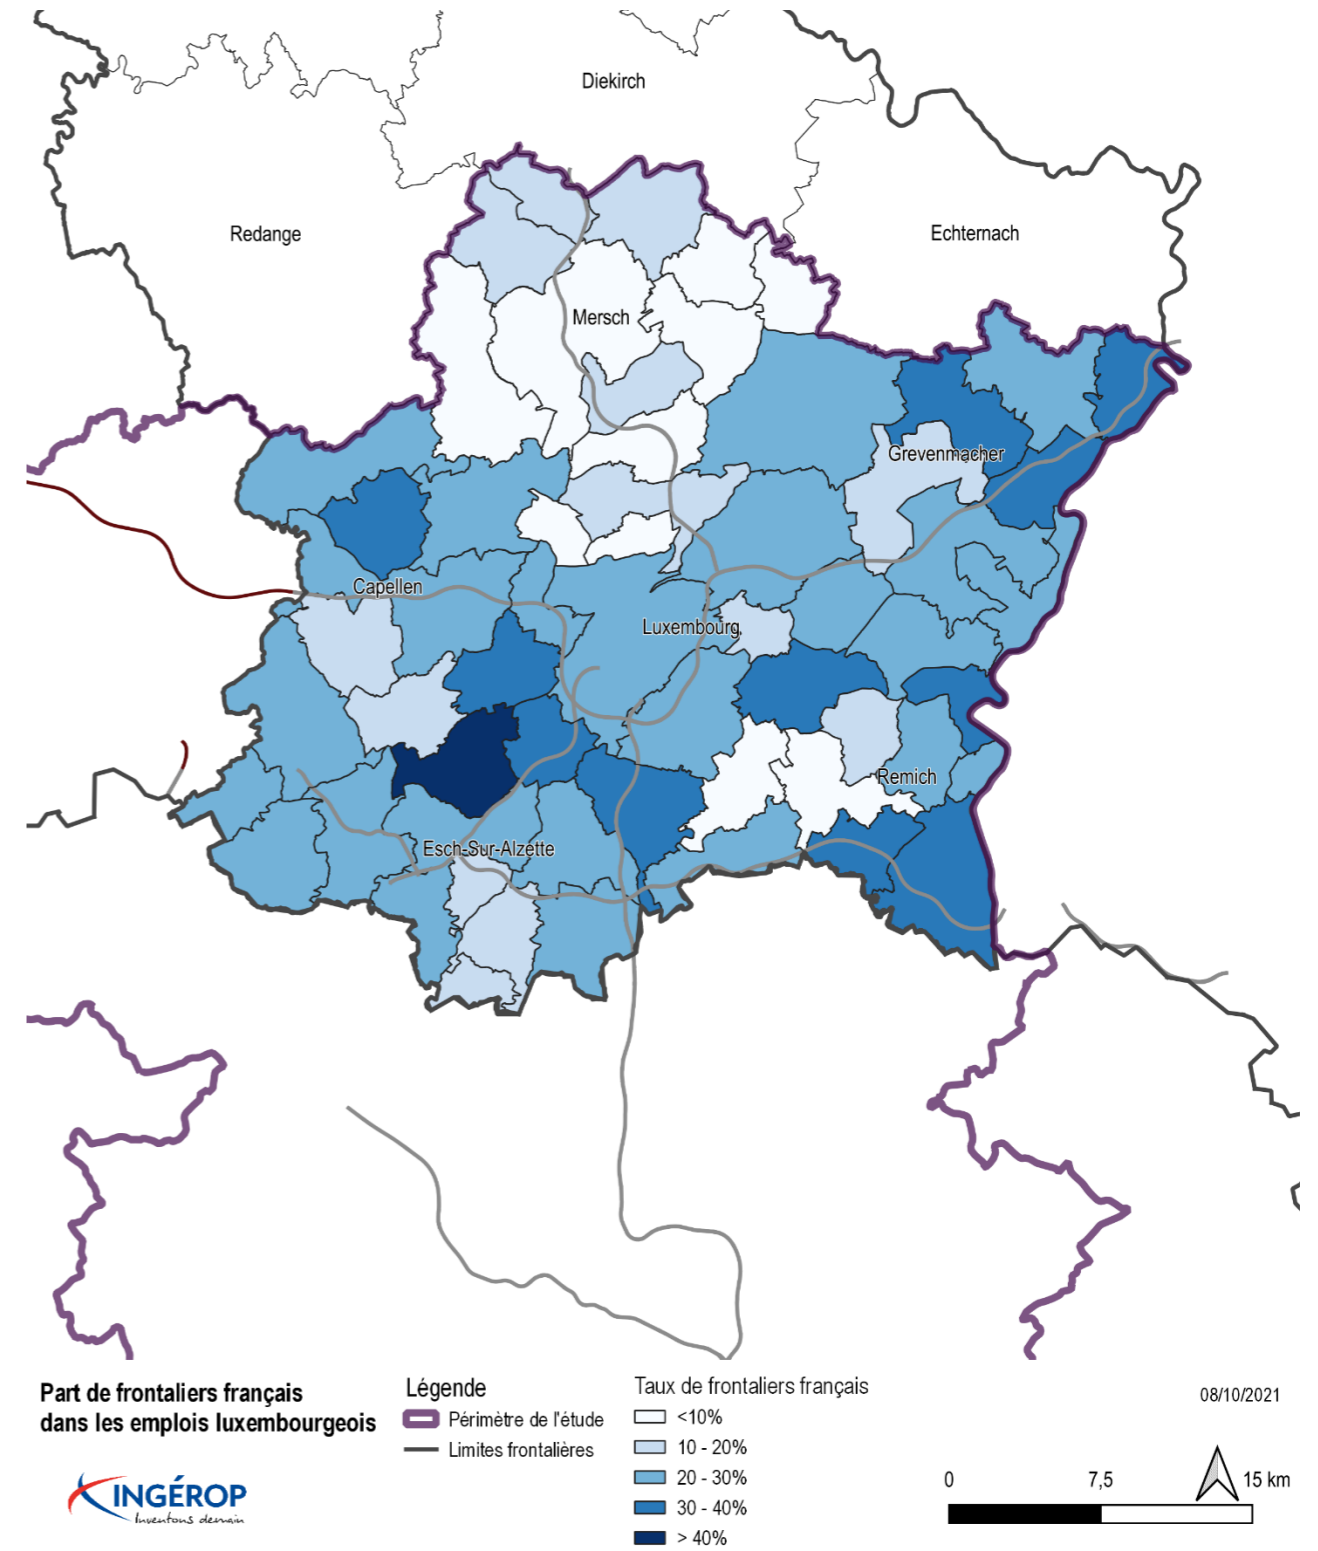 Diekirch
Redange
Echternach
Mersch
Grevenmacher
Capellen
Luxembourg
Remich
Esch-Sur-Alzette
Part de frontaliers français
dans les emplois luxembourgeois
Légende
Périmètre de l'étude
Limites frontalières
Taux de frontaliers français
<10%
10 - 20%
20 - 30%
30 - 40%
> 40%
08/10/2021
0 7,5 15 km
INGÉROP
Inventons demain